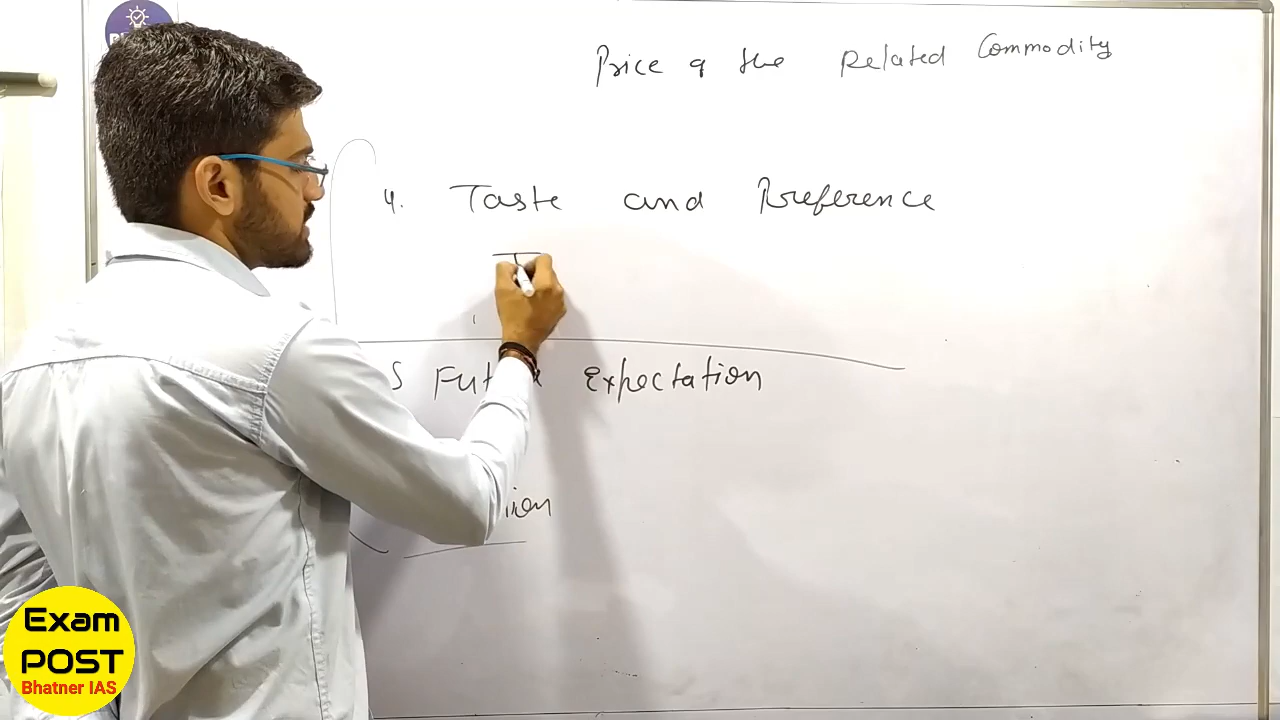 Price of the Related Commodity
4. Taste and Preference
T
5 Future Expectation
Exam
POST
Bhatner IAS